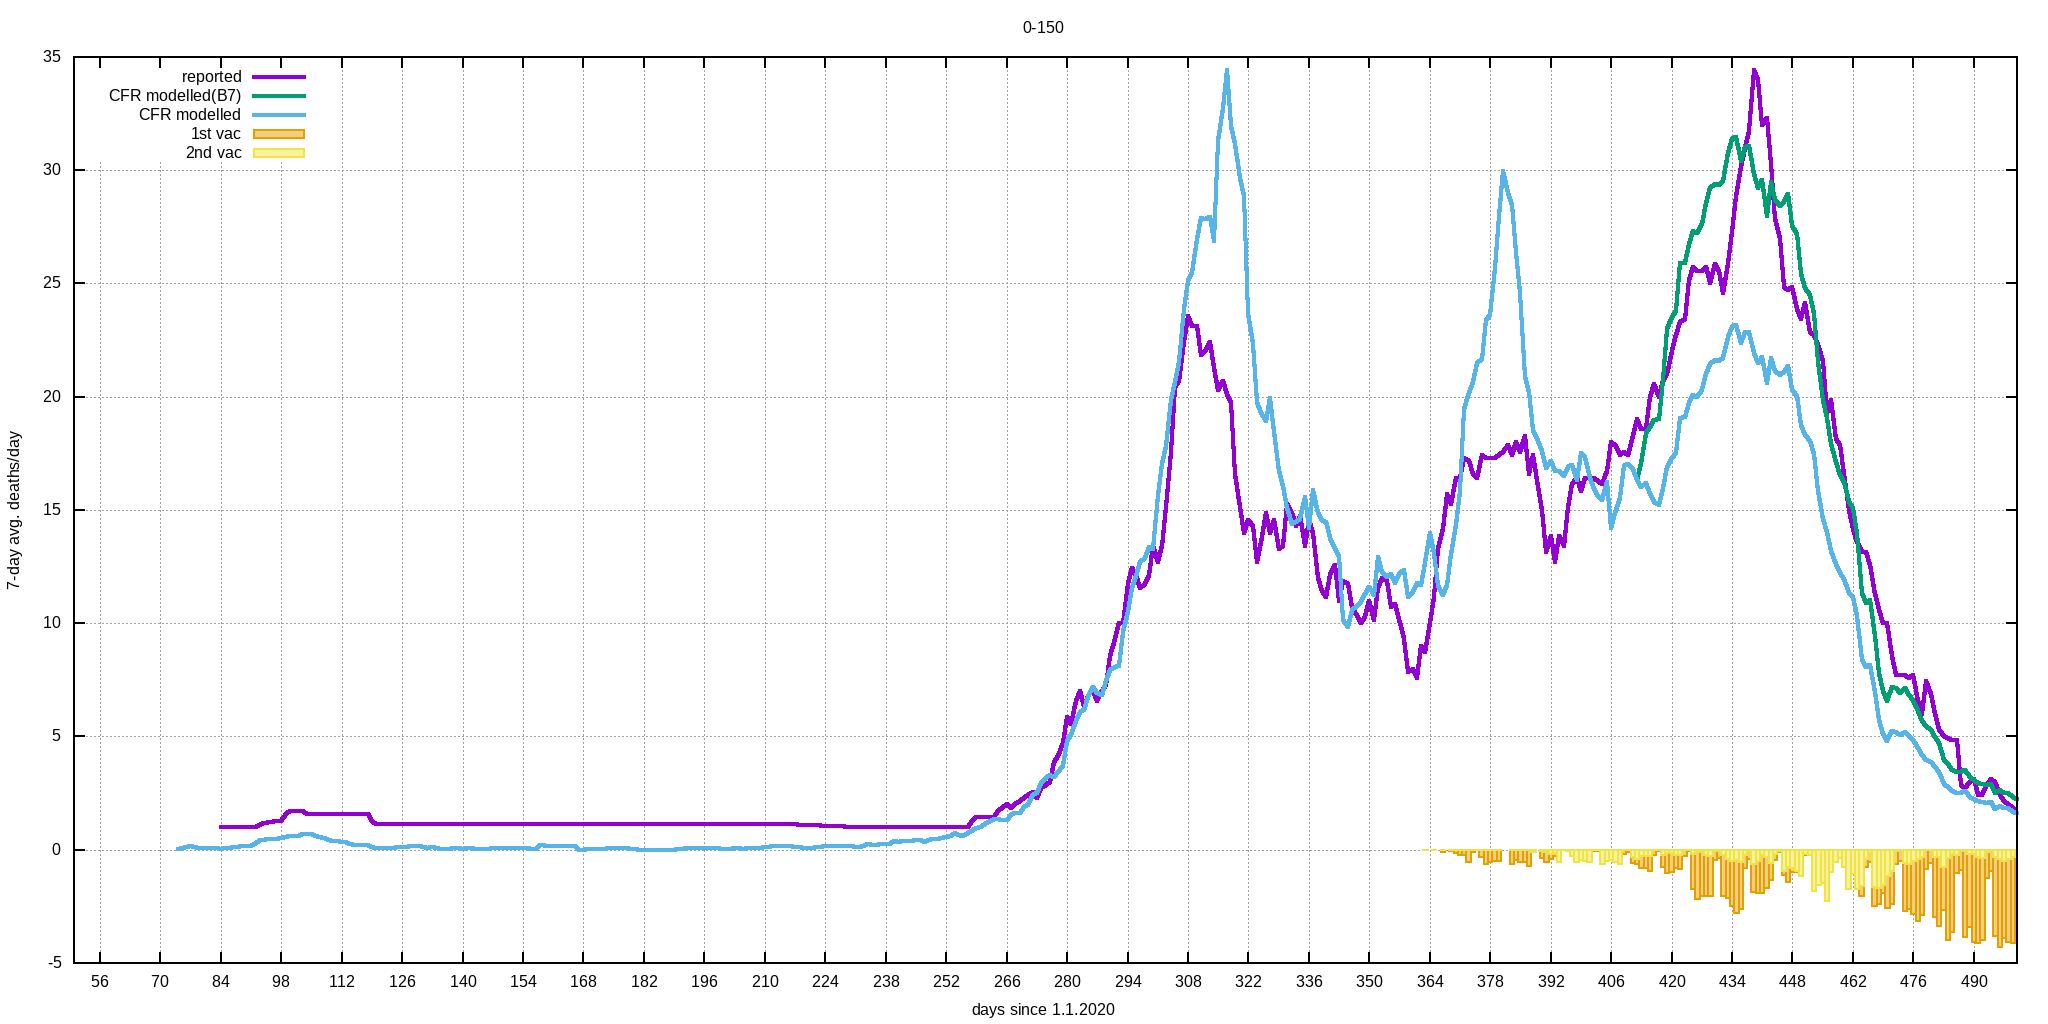 0-150
reported
CFR modelled(B7)
CFR modelled
1st vac
2nd vac
35
30
25
20
15
10
5
0
-5
7-day avg. deaths/day
56 70 84 98 112 126 140 154 168 182 196 210 224 238 252 266 280 294 308 322 336 350 364 378 392 406 420 434 448 462 476 490
days since 1.1.2020